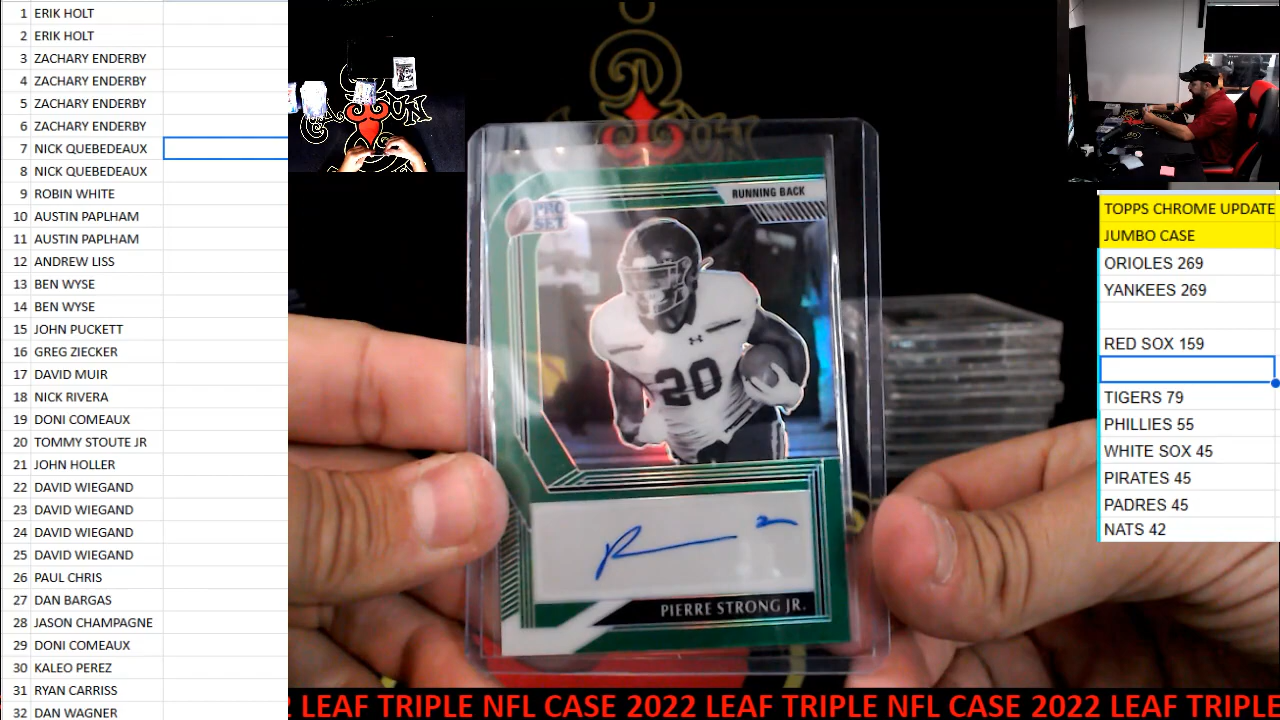 1 ERIK HOLT
2 ERIK HOLT
3 ZACHARY ENDERBY
4 ZACHARY ENDERBY
5 ZACHARY ENDERBY
6 ZACHARY ENDERBY
7 NICK QUEBEDEAUX
8 NICK QUEBEDEAUX
9 ROBIN WHITE
10 AUSTIN PAPLHAM
11 AUSTIN PAPLHAM
12 ANDREW LISS
13 BEN WYSE
14 BEN WYSE
15 JOHN PUCKETT
16 GREG ZIECKER
17 DAVID MUIR
18 NICK RIVERA
19 DONI COMEAUX
20 TOMMY STOUTE JR
21 JOHN HOLLER
22 DAVID WIEGAND
23 DAVID WIEGAND
24 DAVID WIEGAND
25 DAVID WIEGAND
26 PAUL CHRIS
27 DAN BARGAS
28 JASON CHAMPAGNE
29 DONI COMEAUX
30 KALEO PEREZ
31 RYAN CARRISS
32 DAN WAGNER
PRO
SET
RUNNING BACK
20
PIERRE STRONG JR.
TOPPS CHROME UPDATE
JUMBO CASE
ORIOLES 269
YANKEES 269
RED SOX 159
TIGERS 79
PHILLIES 55
WHITE SOX 45
PIRATES 45
PADRES 45
NATS 42
2 LEAF TRIPLE NFL CASE 2022 LEAF TRIPLE NFL CASE 2022 LEAF TRIPLE